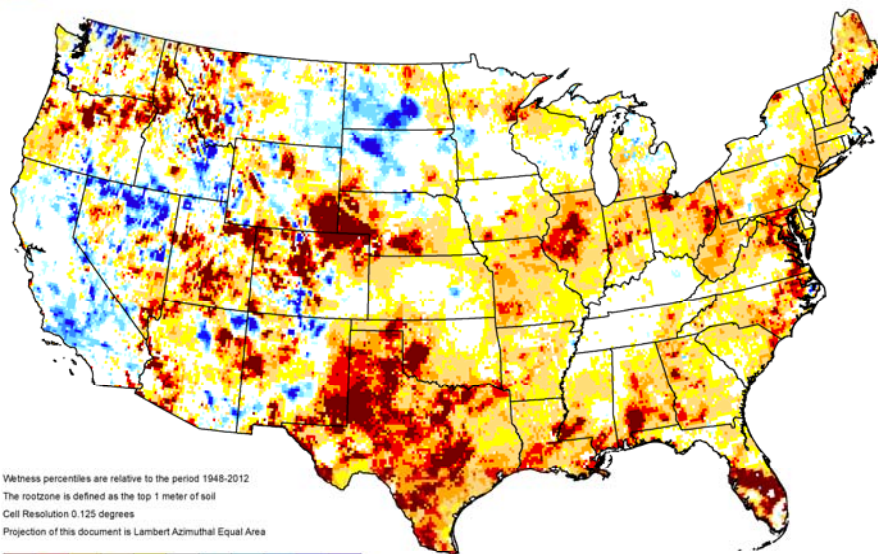 Wetness percentiles are relative to the period 1948-2012
The rootzone is defined as the top 1 meter of soil
Cell Resolution 0.125 degrees
Projection of this document is Lambert Azimuthal Equal Area